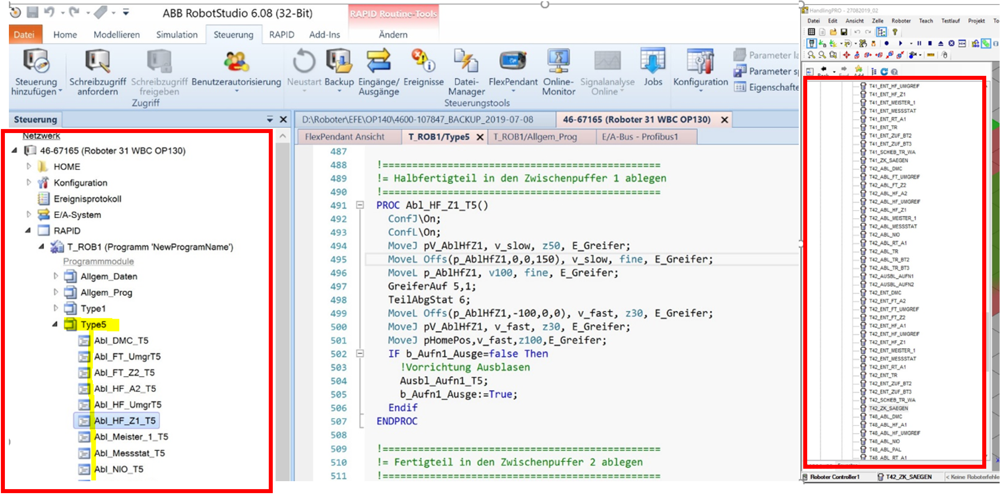 ABB RobotStudio 6.08 (32-Bit)
RAPID Routine-Tools
Datei Home Modellieren Simulation Steuerung RAPID Add-Ins Ändern
Steuerung hinzufügen
Schreibzugriff anfordern
Schreibzugriff freigeben
Benutzerautorisierung
Neustart
Backup
Eingänge/ Ausgänge
Ereignisse
Datei- Manager
FlexPendant
Online- Monitor
Signalanalyse Online
Jobs
Konfiguration
Parameter la
Parameter sp
Eigenschafte
Zugriff
Steuerungstools
Steuerung
Netzwerk
46-67165 (Roboter 31 WBC OP130)
HOME
Konfiguration
Ereignisprotokoll
E/A-System
RAPID
T_ROB1 (Programm 'NewProgramName')
Programmmodule
Allgem_Daten
Allgem_Prog
Type1
Type5
Abl_DMC_T5
Abl_FT_UmgrT5
Abl_FT_Z2_T5
Abl_HF_A2_T5
Abl_HF_UmgrT5
Abl_HF_Z1_T5
Abl_Meister_1_T5
Abl_Messstat_T5
Abl_NIO_T5
D:\Roboter\EFE\OP140\4600-107847_BACKUP_2019-07-08
46-67165 (Roboter 31 WBC OP130)
FlexPendant Ansicht
T_ROB1/Type5
T_ROB1/Allgem_Prog
E/A-Bus - Profibus1
487
488 !===============================================
489 != Halbfertigteil in den Zwischenpuffer 1 ablegen
490 !===============================================
491 PROC Abl_HF_Z1_T5()
492 ConfJ\On;
493 ConfL\On;
494 MoveJ pV_AblHfZ1, v_slow, z50, E_Greifer;
495 MoveL Offs(p_AblHfZ1,0,0,150), v_slow, fine, E_Greifer;
496 MoveL p_AblHfZ1, v100, fine, E_Greifer;
497 GreiferAuf 5,1;
498 TeilAbgStat 6;
499 MoveL Offs(p_AblHfZ1,-100,0,0), v_fast, z30, E_Greifer;
500 MoveJ pV_AblHfZ1, v_fast, z30, E_Greifer;
501 MoveJ pHomePos,v_fast,z100,E_Greifer;
502 IF b_Aufn1_Ausge=false Then
503 !Vorrichtung Ausblasen
504 Ausbl_Aufn1_T5;
505 b_Aufn1_Ausge:=True;
506 Endif
507 ENDPROC
508
509 !===============================================
510 != Fertigteil in den Zwischenpuffer 2 ablegen
511 !===============================================
HandlingPRO - 27082019_02
Datei Edit Ansicht Zelle Roboter Teach Testlauf Projekt To
T41_ENT_HF_UMGREIF
T41_ENT_HF_Z1
T41_ENT_MEISTER_1
T41_ENT_MESSSTAT
T41_ENT_RT_A1
T41_ENT_TR
T41_ENT_ZUF_BT2
T41_ENT_ZUF_BT3
T41_SCHIEB_TR_WA
T41_ZK_SAEGEN
T42_ABL_DMC
T42_ABL_FT_UMGREIF
T42_ABL_FT_Z2
T42_ABL_HF_A2
T42_ABL_HF_UMGREIF
T42_ABL_HF_Z1
T42_ABL_MEISTER_1
T42_ABL_MESSSTAT
T42_ABL_NIO
T42_ABL_RT_A1
T42_ABL_TR
T42_ABL_TR_BT2
T42_ABL_TR_BT3
T42_AUSBL_AUFN1
T42_AUSBL_AUFN2
T42_ENT_DMC
T42_ENT_FT_A2
T42_ENT_FT_UMGREIF
T42_ENT_FT_Z2
T42_ENT_HF_A1
T42_ENT_HF_UMGREIF
T42_ENT_HF_Z1
T42_ENT_MEISTER_1
T42_ENT_MESSSTAT
T42_ENT_RT_A1
T42_ENT_TR
T42_ENT_ZUF_BT2
T42_ENT_ZUF_BT3
T42_SCHIEB_TR_WA
T42_ZK_SAEGEN
T48_ABL_DMC
T48_ABL_HF_A1
T48_ABL_HF_UMGREIF
T48_ABL_NIO
T48_ABL_PAL
T48_ABL_RT_A1
Roboter Controller1 T42_ZK_SAEGEN < Keine Roboterfehle